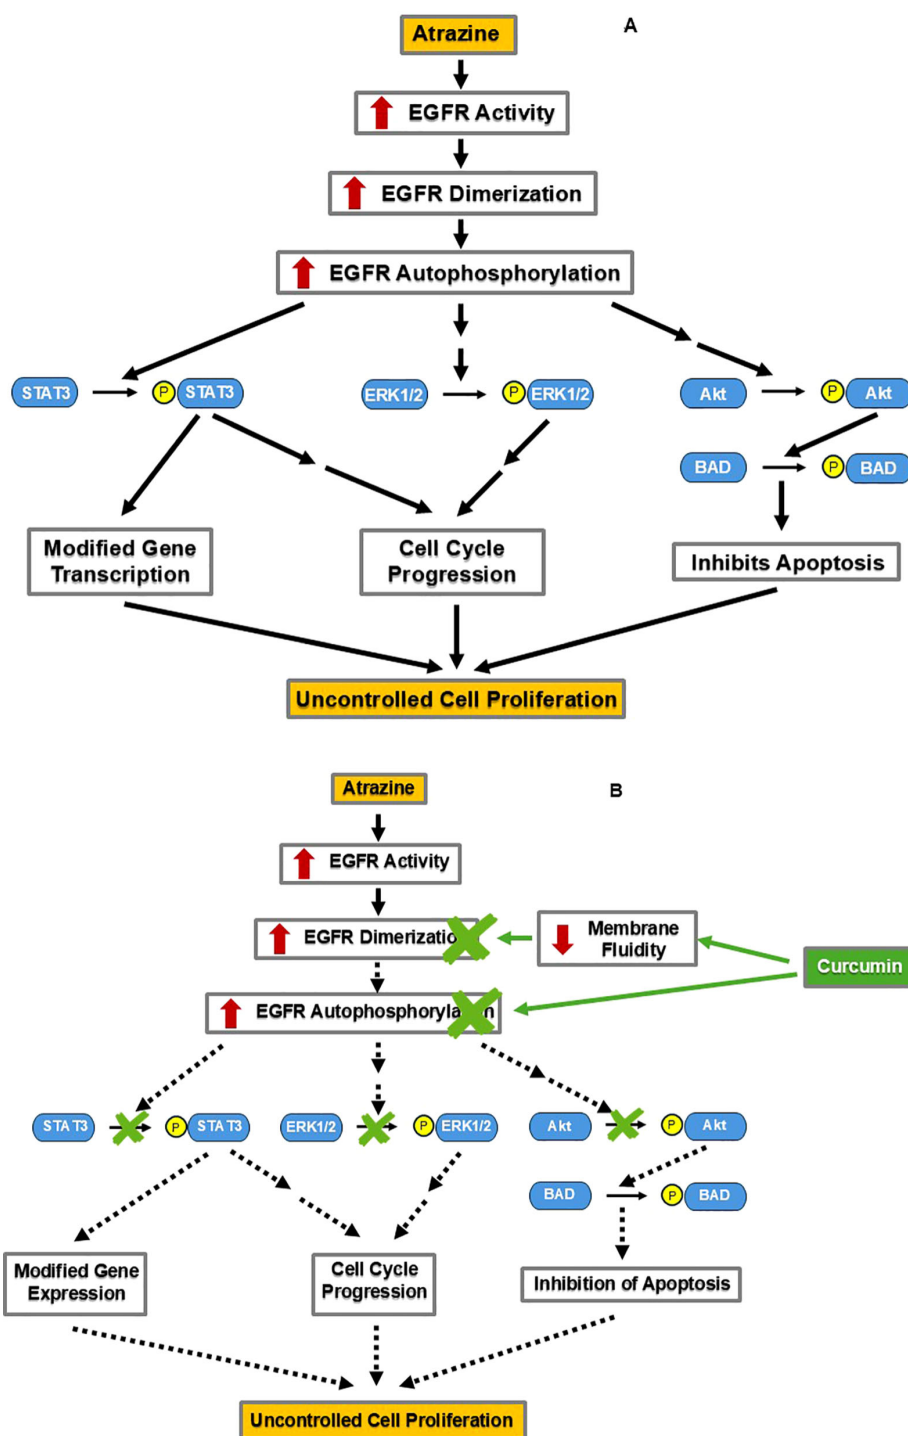 A
Atrazine
EGFR Activity
EGFR Dimerization
EGFR Autophosphorylation
STAT3 P STAT3 ERK1/2 P ERK1/2 Akt P Akt
BAD P BAD
Modified Gene
Transcription
Cell Cycle
Progression
Inhibits Apoptosis
Uncontrolled Cell Proliferation
B
Atrazine
EGFR Activity
EGFR Dimerization
Membrane
Fluidity
Curcumin
EGFR Autophosphorylation
STAT3 P STAT3 ERK1/2 P ERK1/2 Akt P Akt
BAD P BAD
Modified Gene
Expression
Cell Cycle
Progression
Inhibition of Apoptosis
Uncontrolled Cell Proliferation